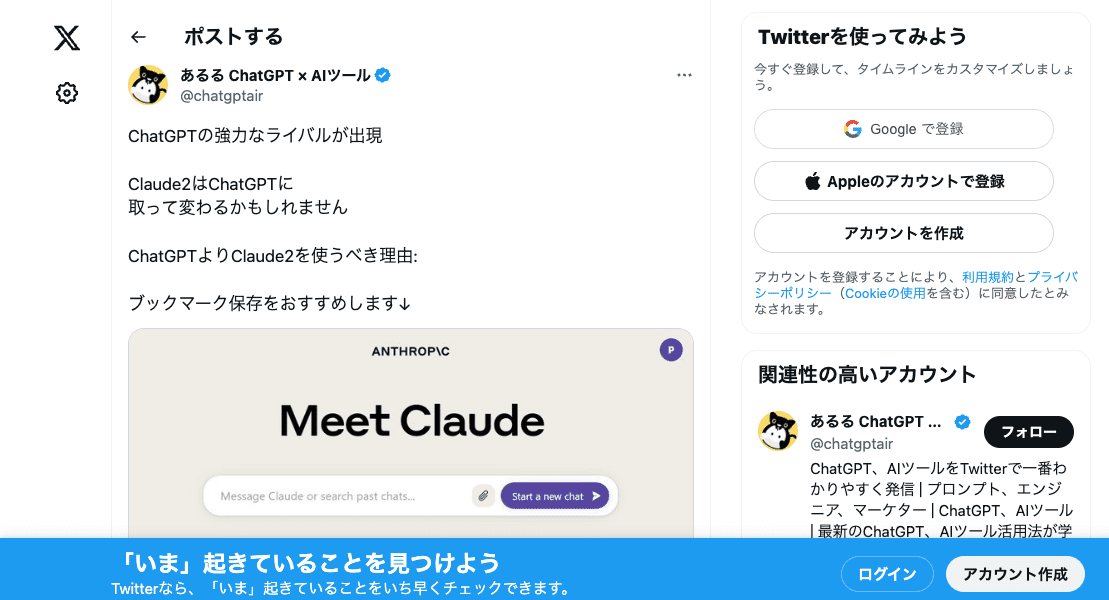 ポストする
あるる ChatGPT × AIツール
@chatgptair
ChatGPTの強力なライバルが出現
Claude2はChatGPTに
取って変わるかもしれません
ChatGPTよりClaude2を使うべき理由:
ブックマーク保存をおすすめします↓
ANTHROP\C
P
Meet Claude
Message Claude or search past chats...
Start a new chat
Twitterを使ってみよう
今すぐ登録して、タイムラインをカスタマイズしましょ
う。
Google で登録
Appleのアカウントで登録
アカウントを作成
アカウントを登録することにより、利用規約とプライバ
シーポリシー（Cookieの使用を含む）に同意したとみ
なされます。
関連性の高いアカウント
あるる ChatGPT ...
@chatgptair
フォロー
ChatGPT、AIツールをTwitterで一番わ
かりやすく発信 | プロンプト、エンジ
ニア、マーケター | ChatGPT、AIツール
| 最新のChatGPT、AIツール活用法が学
「いま」起きていることを見つけよう
Twitterなら、「いま」起きていることをいち早くチェックできます。
ログイン
アカウント作成